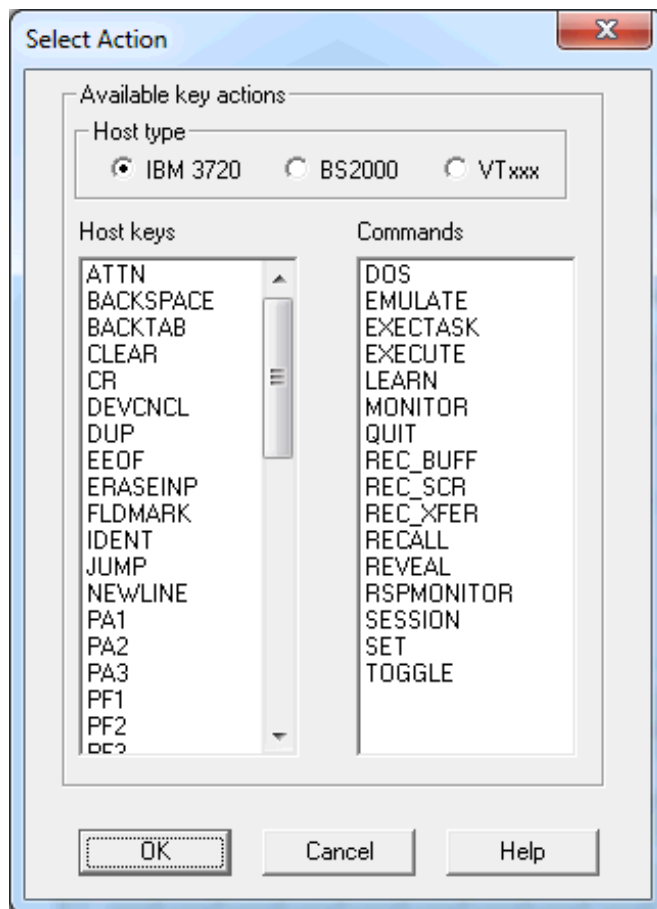 Select Action
Available key actions
Host type
IBM 3720
BS2000
VTxxx
Host keys
ATTN
BACKSPACE
BACKTAB
CLEAR
CR
DEVCNCL
DUP
EEOF
ERASEINP
FLDMARK
IDENT
JUMP
NEWLINE
PA1
PA2
PA3
PF1
PF2
PF3
Commands
DOS
EMULATE
EXECTASK
EXECUTE
LEARN
MONITOR
QUIT
REC_BUFF
REC_SCR
REC_XFER
RECALL
REVEAL
RSPMONITOR
SESSION
SET
TOGGLE
OK
Cancel
Help